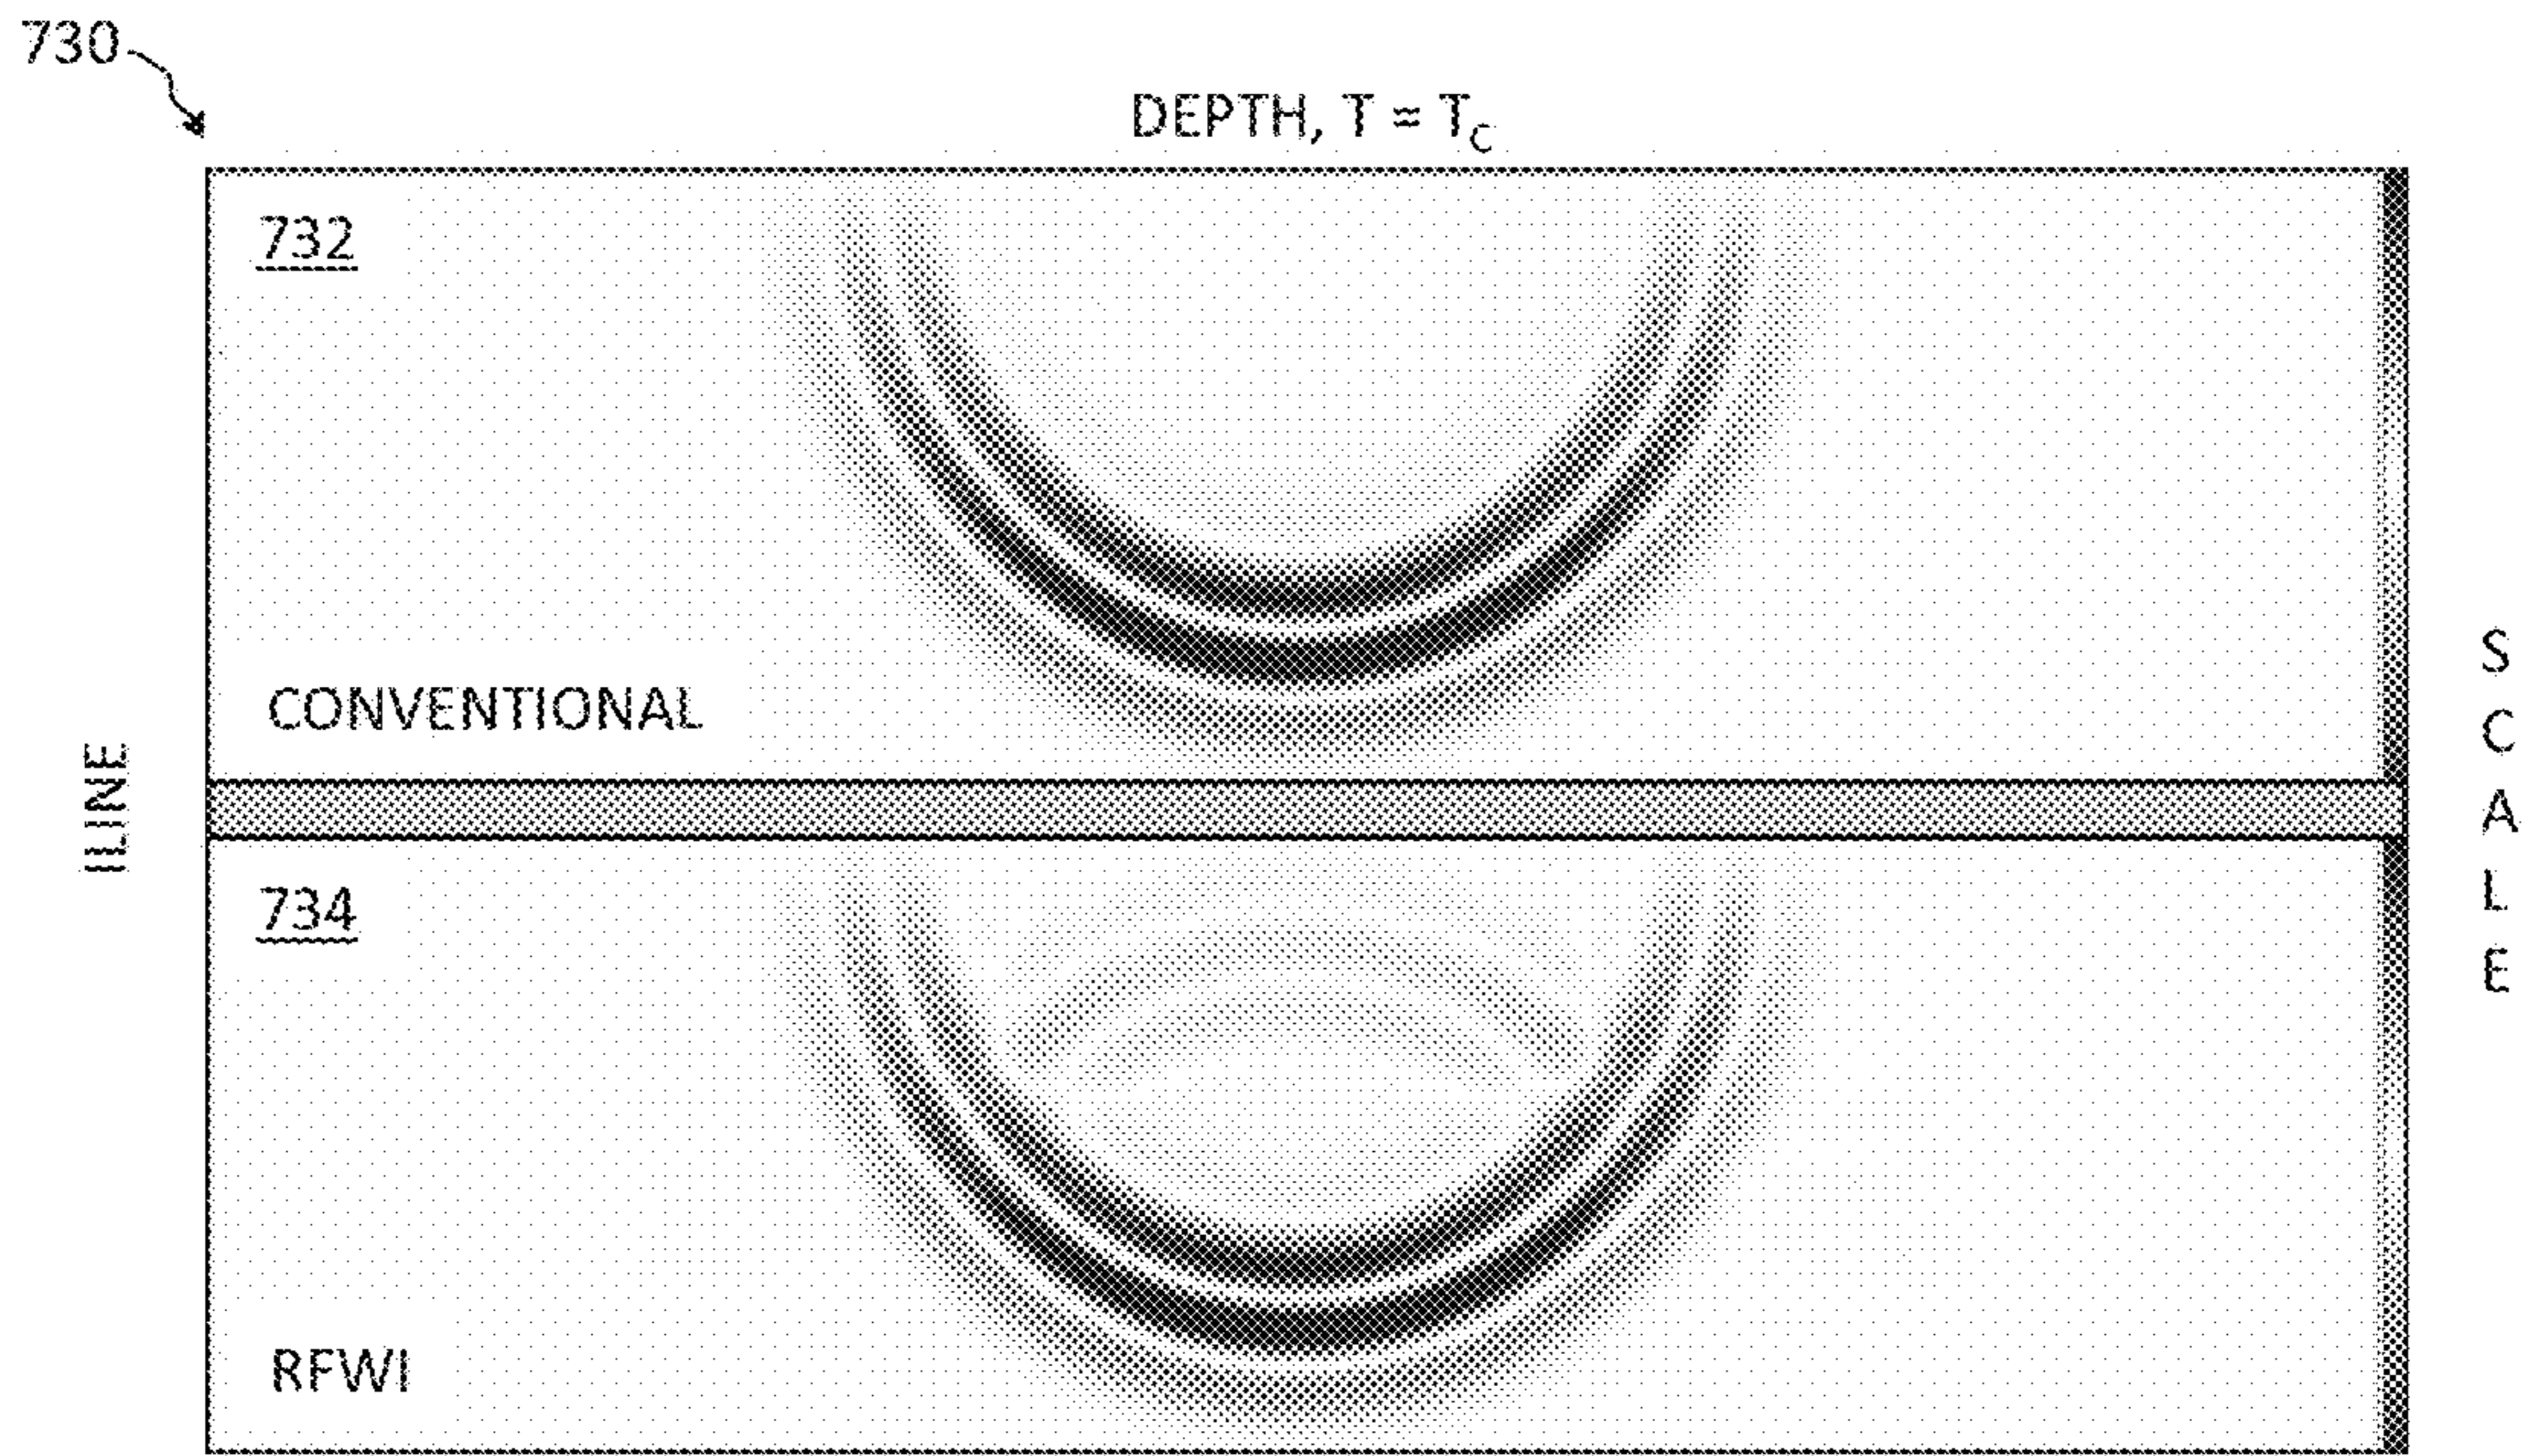 730
DEPTH, T = T_C
732
CONVENTIONAL
ILINE
SCALE
734
RFWI